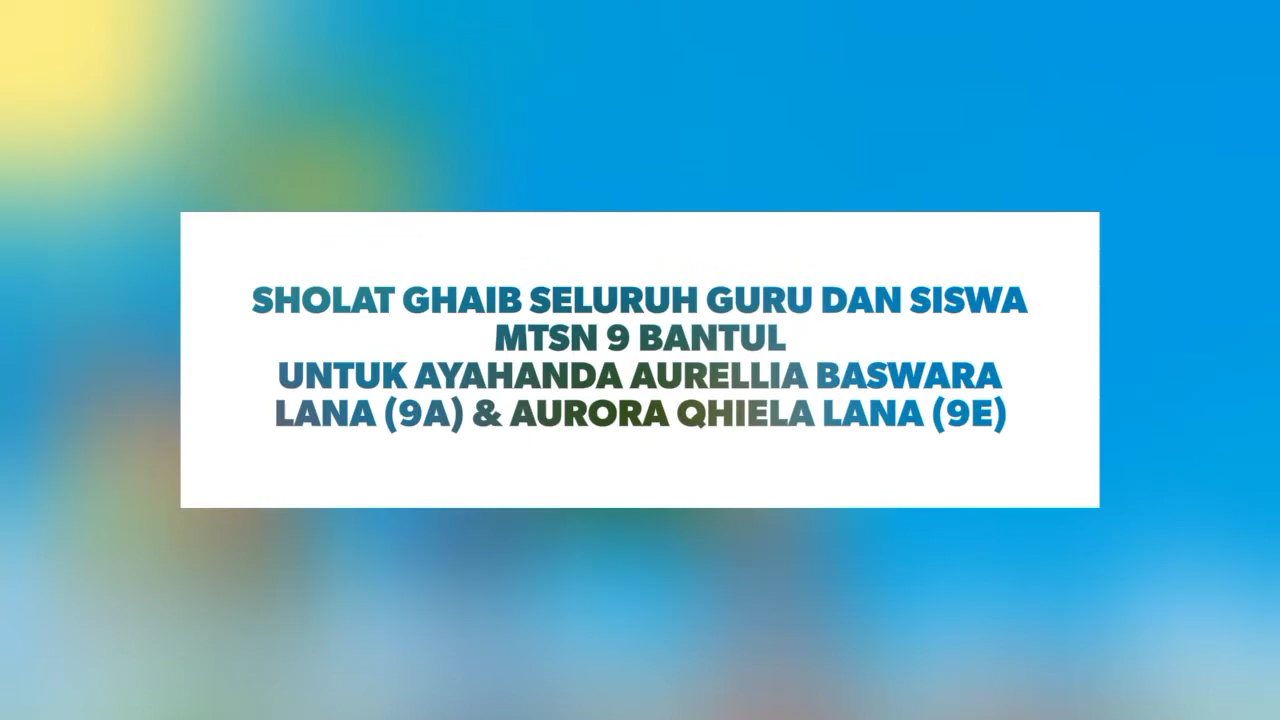 SHOLAT GHAIB SELURUH GURU DAN SISWA
MTSN 9 BANTUL
UNTUK AYAHANDA AURELLIA BASWARA
LANA (9A) & AURORA QHIELA LANA (9E)